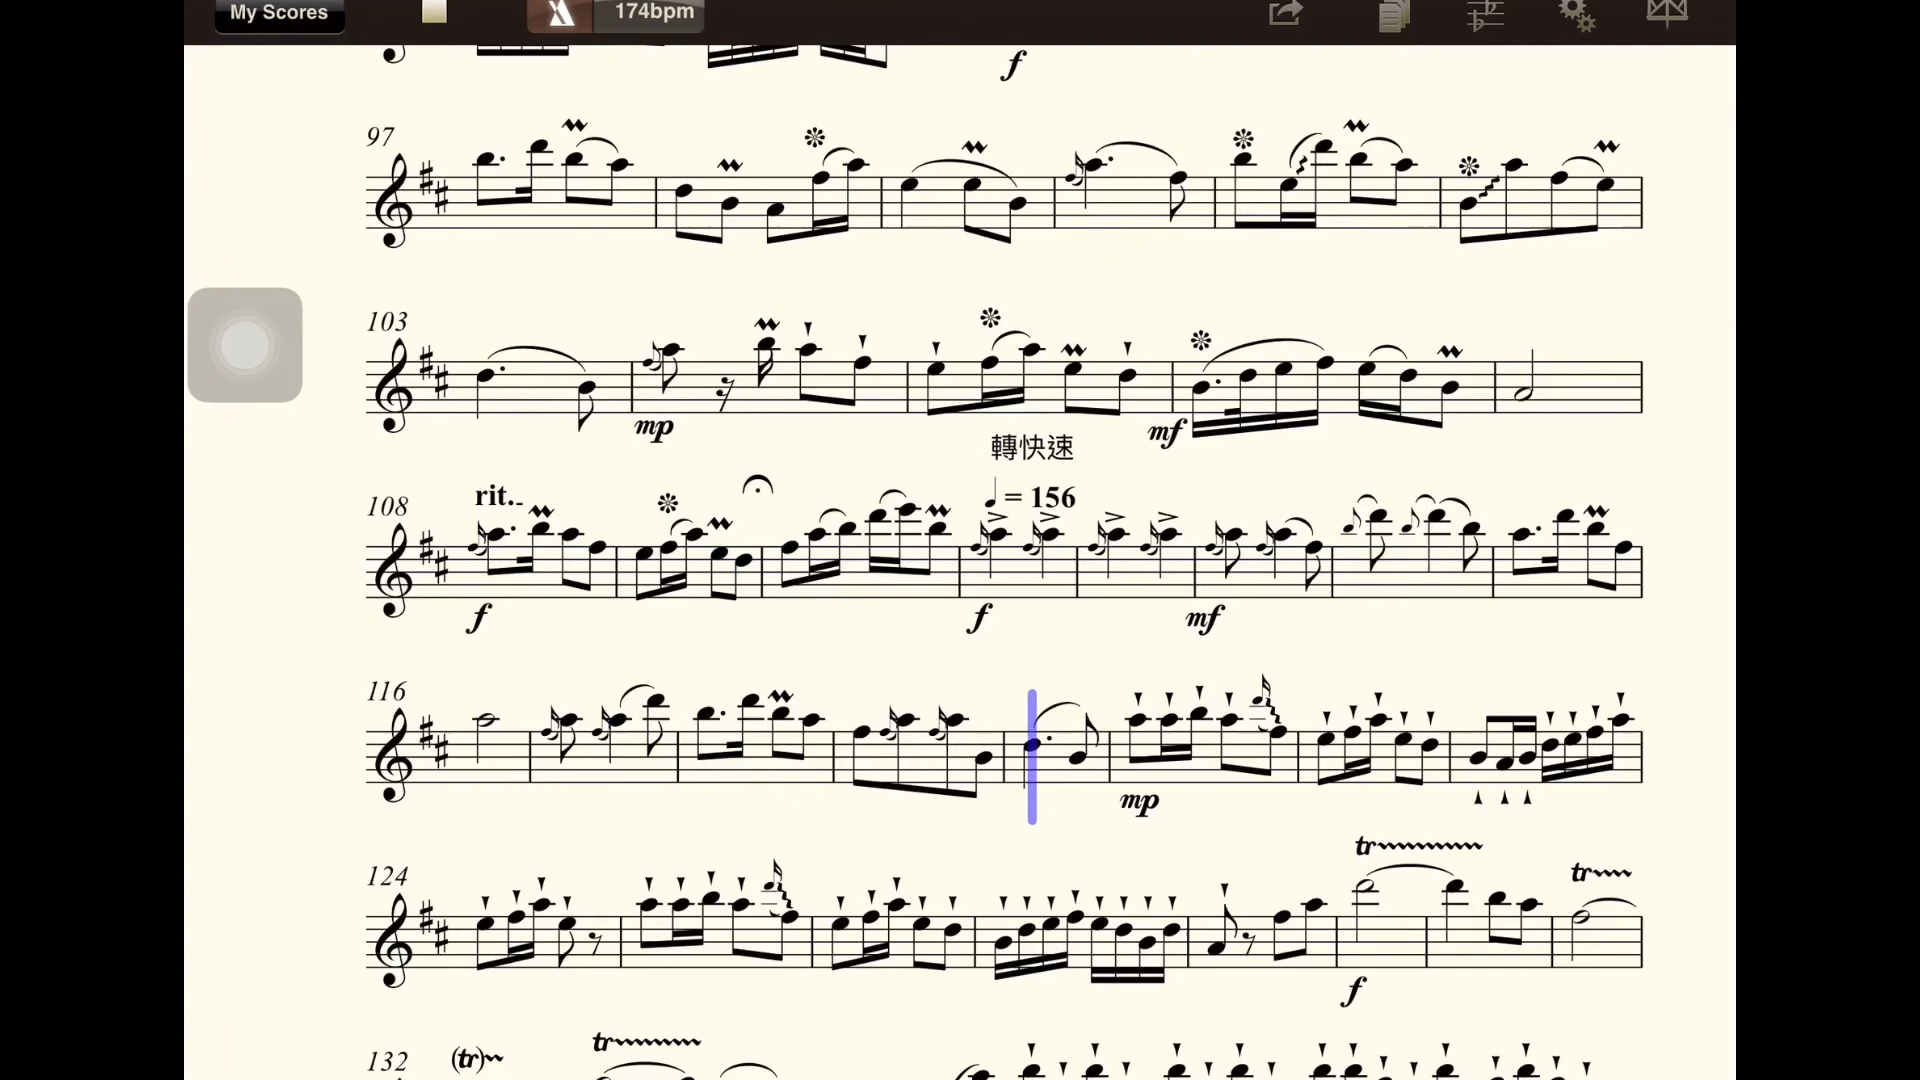 My Scores 174bpm
f
97
103
mp mf
轉快速
108 rit. = 156
f f mf
116
mp
124 tr tr
f
132 (tr) tr